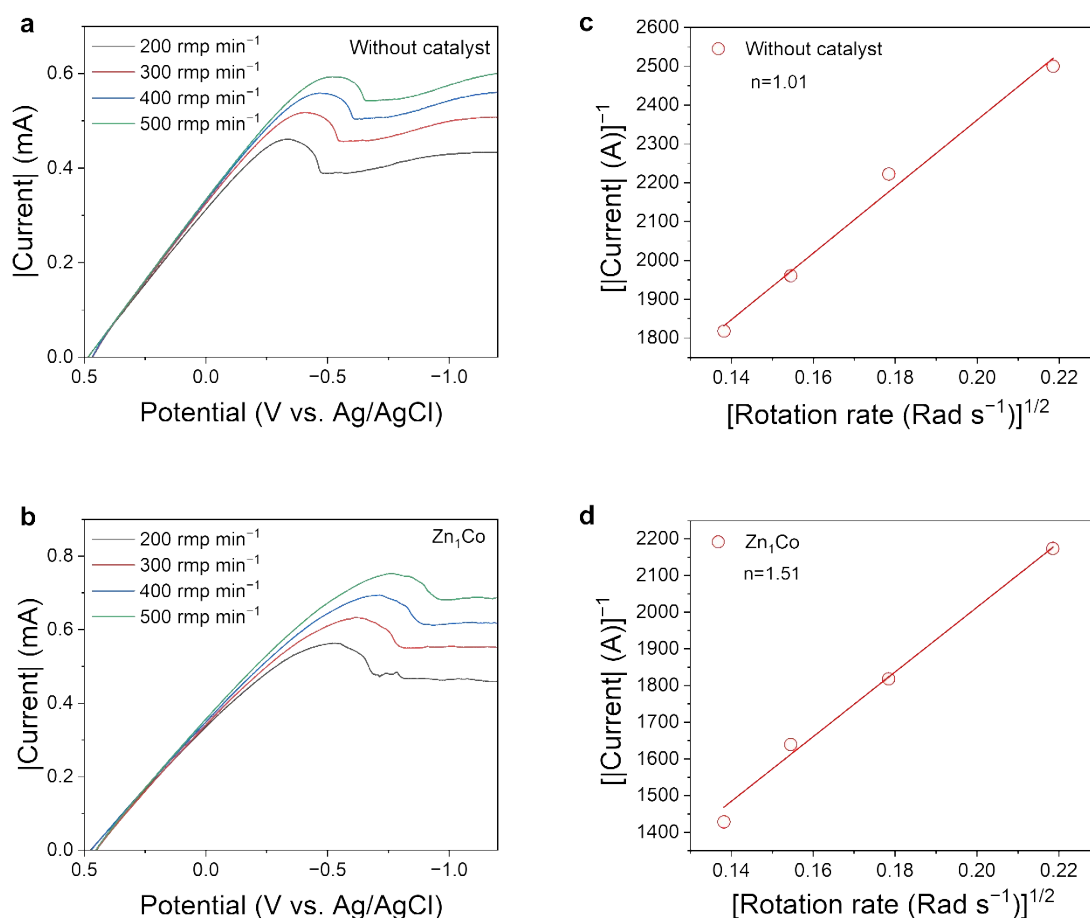 a
200 rmp min⁻¹
300 rmp min⁻¹
400 rmp min⁻¹
500 rmp min⁻¹
Without catalyst
|Current| (mA)
0.6
0.4
0.2
0.0
0.5 0.0 −0.5 −1.0
Potential (V vs. Ag/AgCl)
c
Without catalyst
n=1.01
[|Current| (A)]⁻¹
2600
2500
2400
2300
2200
2100
2000
1900
1800
0.14 0.16 0.18 0.20 0.22
[Rotation rate (Rad s⁻¹)]¹/²
b
200 rmp min⁻¹
300 rmp min⁻¹
400 rmp min⁻¹
500 rmp min⁻¹
Zn₁Co
|Current| (mA)
0.8
0.6
0.4
0.2
0.0
0.5 0.0 −0.5 −1.0
Potential (V vs. Ag/AgCl)
d
Zn₁Co
n=1.51
[|Current| (A)]⁻¹
2200
2100
2000
1900
1800
1700
1600
1500
1400
0.14 0.16 0.18 0.20 0.22
[Rotation rate (Rad s⁻¹)]¹/²